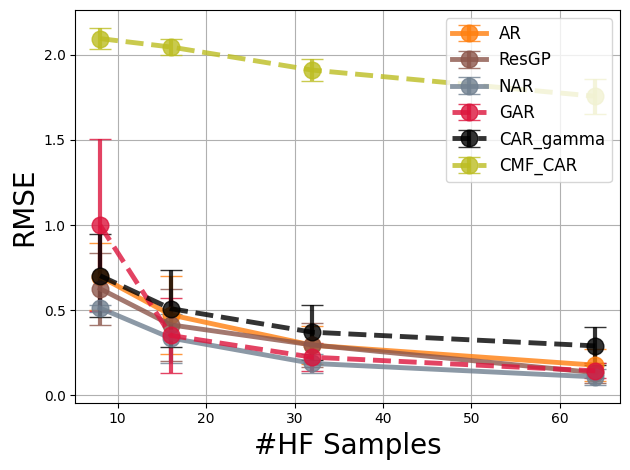 2.0
1.5
1.0
0.5
0.0
RMSE
10
20
30
40
50
60
#HF Samples
AR
ResGP
NAR
GAR
CAR_gamma
CMF_CAR